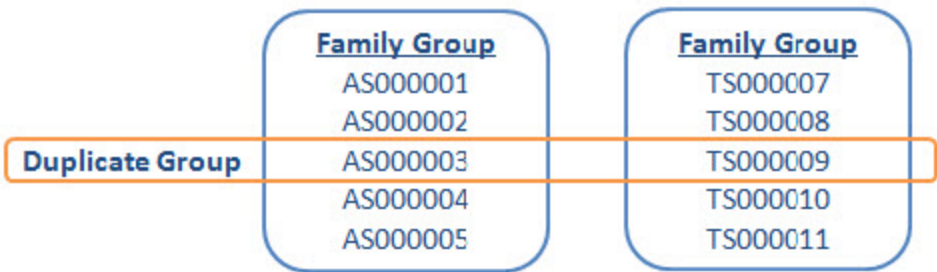 Family Group Family Group
AS000001 TS000007
AS000002 TS000008
Duplicate Group AS000003 TS000009
AS000004 TS000010
AS000005 TS000011